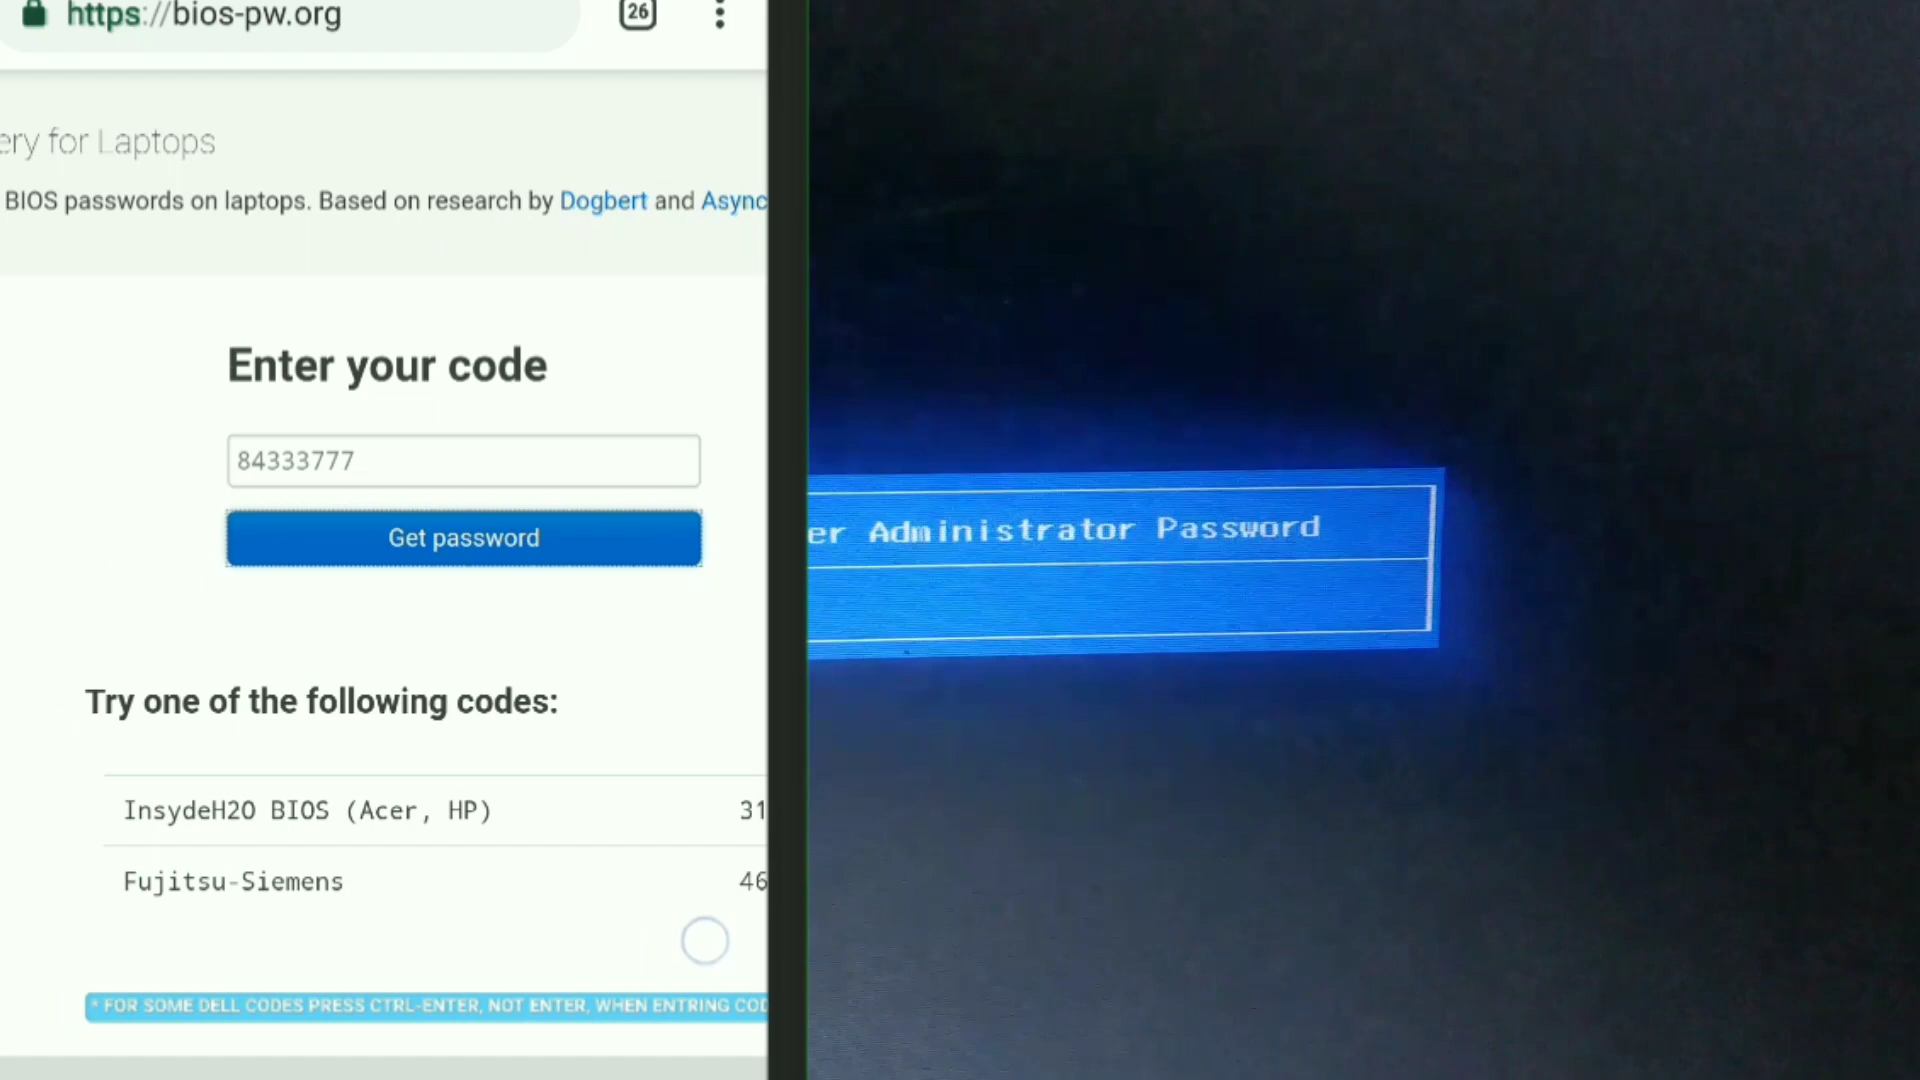 https://bios-pw.org
26
ery for Laptops
BIOS passwords on laptops. Based on research by Dogbert and Async
Enter your code
84333777
Get password
Try one of the following codes:
InsydeH2O BIOS (Acer, HP) 31
Fujitsu-Siemens 46
* FOR SOME DELL CODES PRESS CTRL-ENTER, NOT ENTER, WHEN ENTRING COD
er Administrator Password